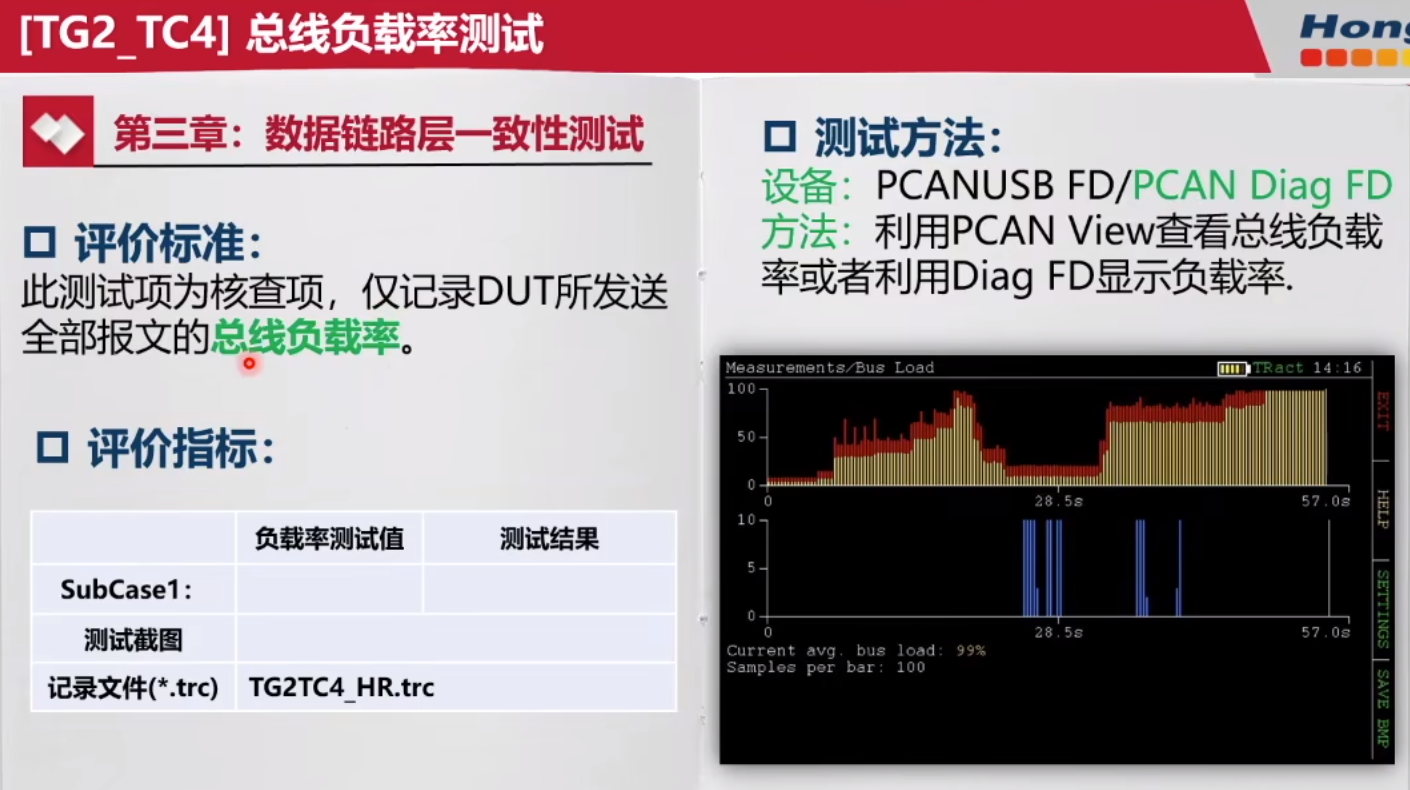 [TG2_TC4] 总线负载率测试
Hong
第三章：数据链路层一致性测试
评价标准：
此测试项为核查项，仅记录DUT所发送
全部报文的总线负载率。
评价指标：
负载率测试值 测试结果
SubCase1：
测试截图
记录文件(*.trc) TG2TC4_HR.trc
测试方法：
设备：PCANUSB FD/PCAN Diag FD
方法：利用PCAN View查看总线负载
率或者利用Diag FD显示负载率.
Measurements/Bus Load TRact 14:16
100
50
0
0 28.5s 57.0s
10
5
0
0 28.5s 57.0s
Current avg. bus load: 99%
Samples per bar: 100
EXIT
HELP
SETTINGS
SAVE BMP